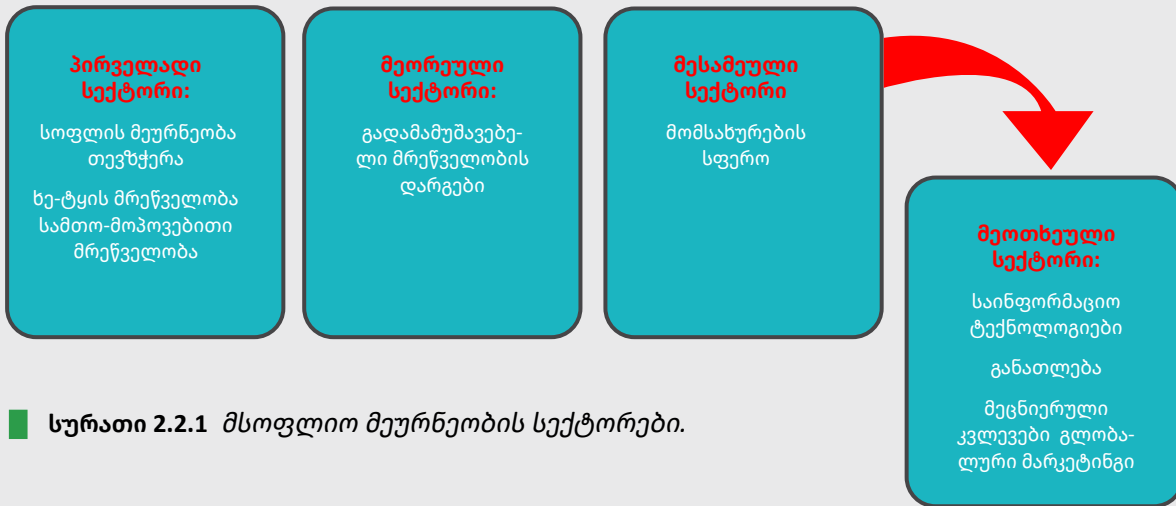 პირველადი
სექტორი:
სოფლის მეურნეობა
თევზჭერა
ხე-ტყის მრეწველობა
სამთო-მოპოვებითი
მრეწველობა
მეორეული
სექტორი:
გადამამუშავებე-
ლი მრეწველობის
დარგები
მესამეული
სექტორი
მომსახურების
სფერო
მეოთხეული
სექტორი:
საინფორმაციო
ტექნოლოგიები
განათლება
მეცნიერული
კვლევები გლობა-
ლური მარკეტინგი
სურათი 2.2.1 მსოფლიო მეურნეობის სექტორები.